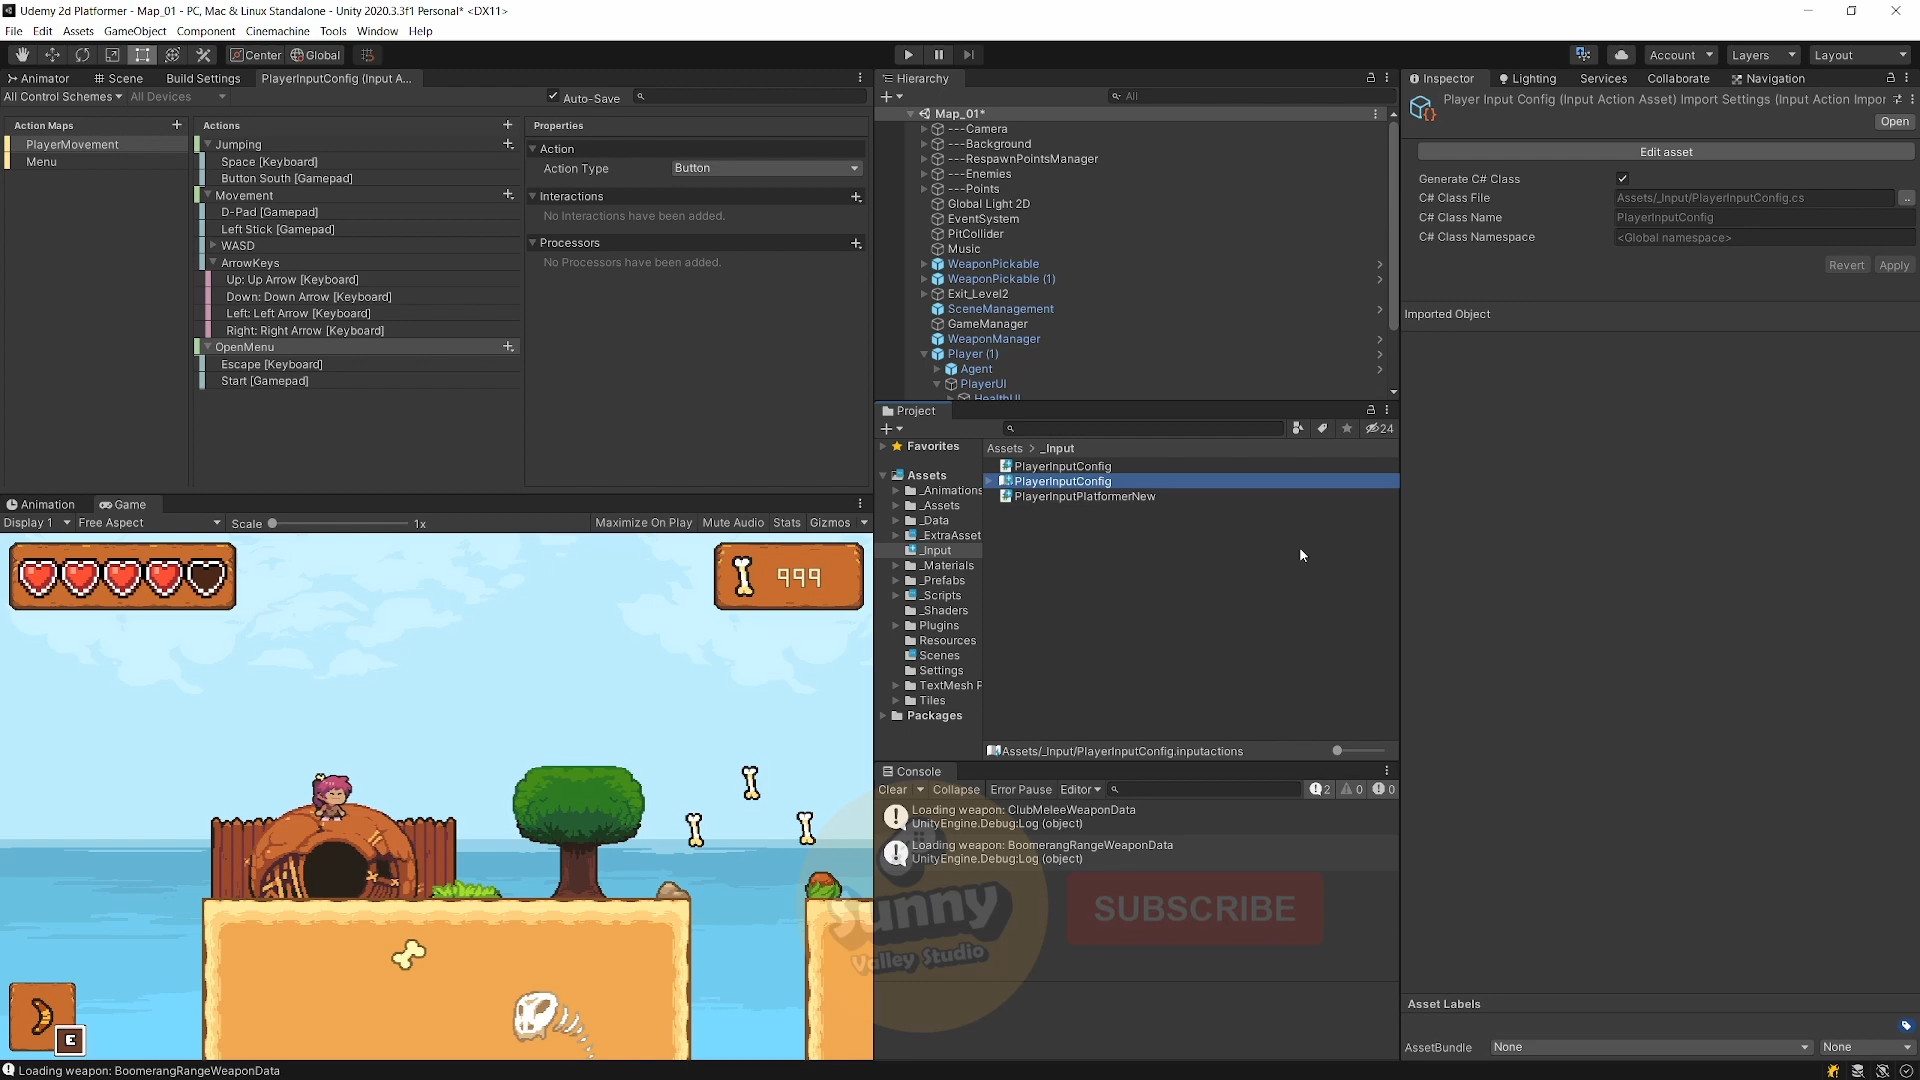 Udemy 2d Platformer - Map_01 - PC, Mac & Linux Standalone - Unity 2020.3.3f1 Personal* <DX11>
File Edit Assets GameObject Component Cinemachine Tools Window Help
Center Global Account Layers Layout
Animator Scene Build Settings PlayerInputConfig (Input A...
All Control Schemes All Devices Auto-Save
Action Maps Actions Properties
PlayerMovement
Menu
Jumping
Space [Keyboard]
Button South [Gamepad]
Movement
D-Pad [Gamepad]
Left Stick [Gamepad]
WASD
ArrowKeys
Up: Up Arrow [Keyboard]
Down: Down Arrow [Keyboard]
Left: Left Arrow [Keyboard]
Right: Right Arrow [Keyboard]
OpenMenu
Escape [Keyboard]
Start [Gamepad]
Action
Action Type Button
Interactions
No Interactions have been added.
Processors
No Processors have been added.
Animation Game
Display 1 Free Aspect Scale 1x Maximize On Play Mute Audio Stats Gizmos
999
E
Hierarchy
All
Map_01*
---Camera
---Background
---RespawnPointsManager
---Enemies
---Points
Global Light 2D
EventSystem
PitCollider
Music
WeaponPickable
WeaponPickable (1)
Exit_Level2
SceneManagement
GameManager
WeaponManager
Player (1)
Agent
PlayerUI
HealthUI
Project
24
Favorites
Assets
_Animations
_Assets
_Data
_ExtraAsset
_Input
_Materials
_Prefabs
_Scripts
_Shaders
Plugins
Resources
Scenes
Settings
TextMesh P
Tiles
Packages
Assets > _Input
PlayerInputConfig
PlayerInputConfig
PlayerInputPlatformerNew
Assets/_Input/PlayerInputConfig.inputactions
Console
Clear Collapse Error Pause Editor 2 0 0
Loading weapon: ClubMeleeWeaponData
UnityEngine.Debug:Log (object)
Loading weapon: BoomerangRangeWeaponData
UnityEngine.Debug:Log (object)
Sunny
Valley Studio
SUBSCRIBE
Inspector Lighting Services Collaborate Navigation
Player Input Config (Input Action Asset) Import Settings (Input Action Impor
Open
Edit asset
Generate C# Class
C# Class File Assets/_Input/PlayerInputConfig.cs ..
C# Class Name PlayerInputConfig
C# Class Namespace <Global namespace>
Revert Apply
Imported Object
Asset Labels
AssetBundle None None
Loading weapon: BoomerangRangeWeaponData